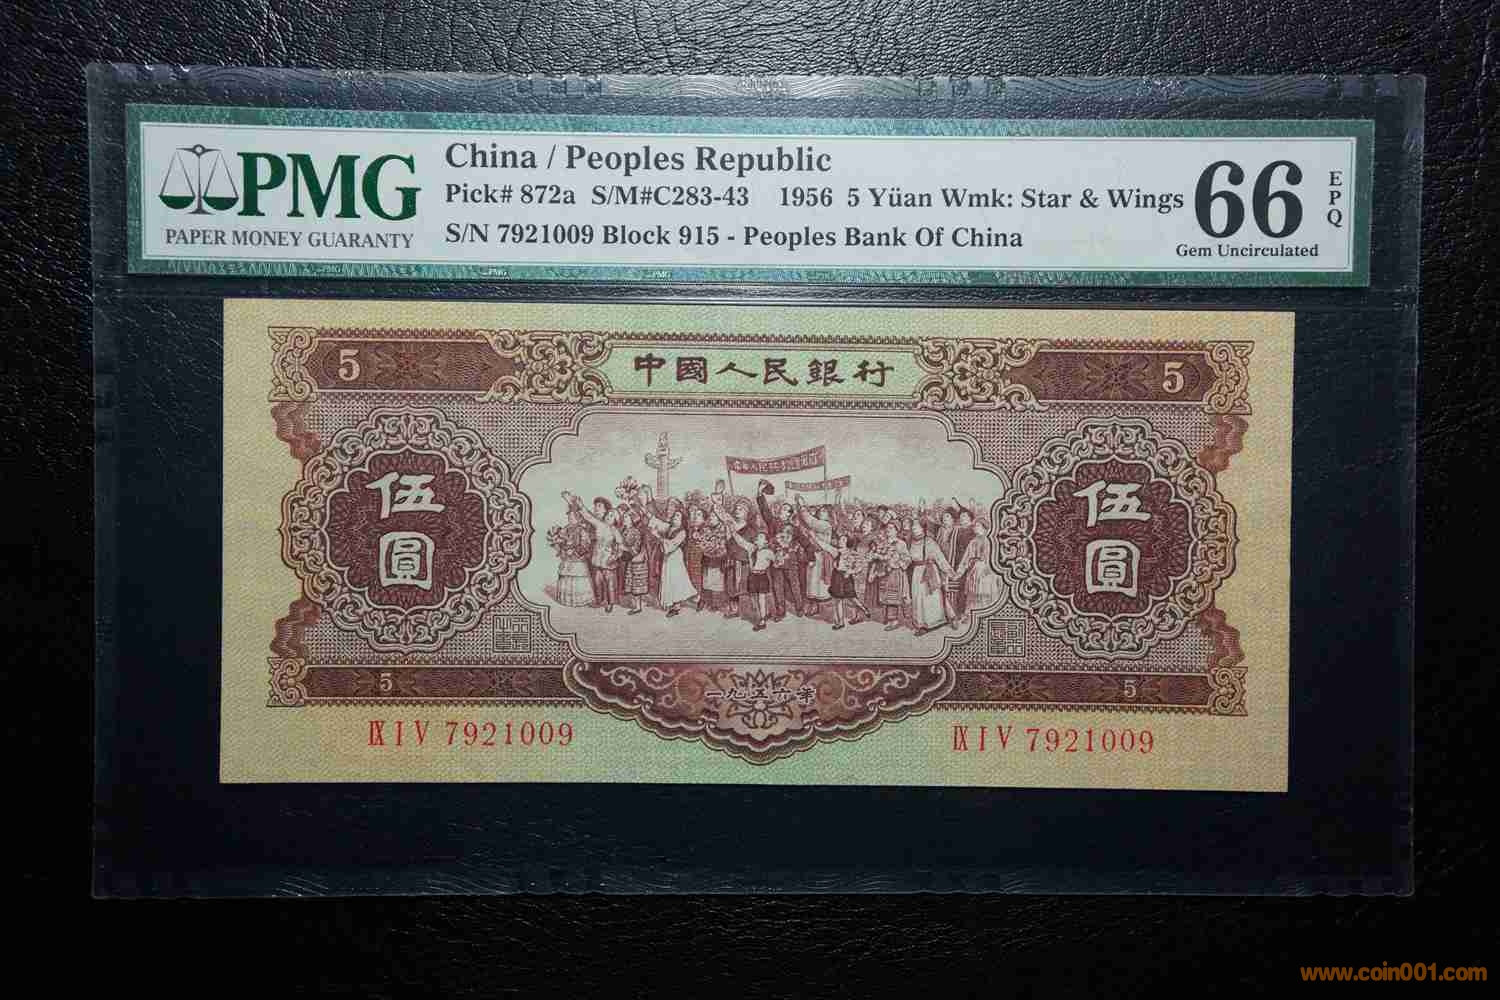 PMG
PAPER MONEY GUARANTY
China / Peoples Republic
Pick# 872a S/M#C283-43 1956 5 Yüan Wmk: Star & Wings
S/N 7921009 Block 915 - Peoples Bank Of China
66
EPQ
Gem Uncirculated
5
中國人民銀行
5
伍圓
伍圓
5
一九五六年
5
IX I V 7921009
IX I V 7921009
www.coin001.com